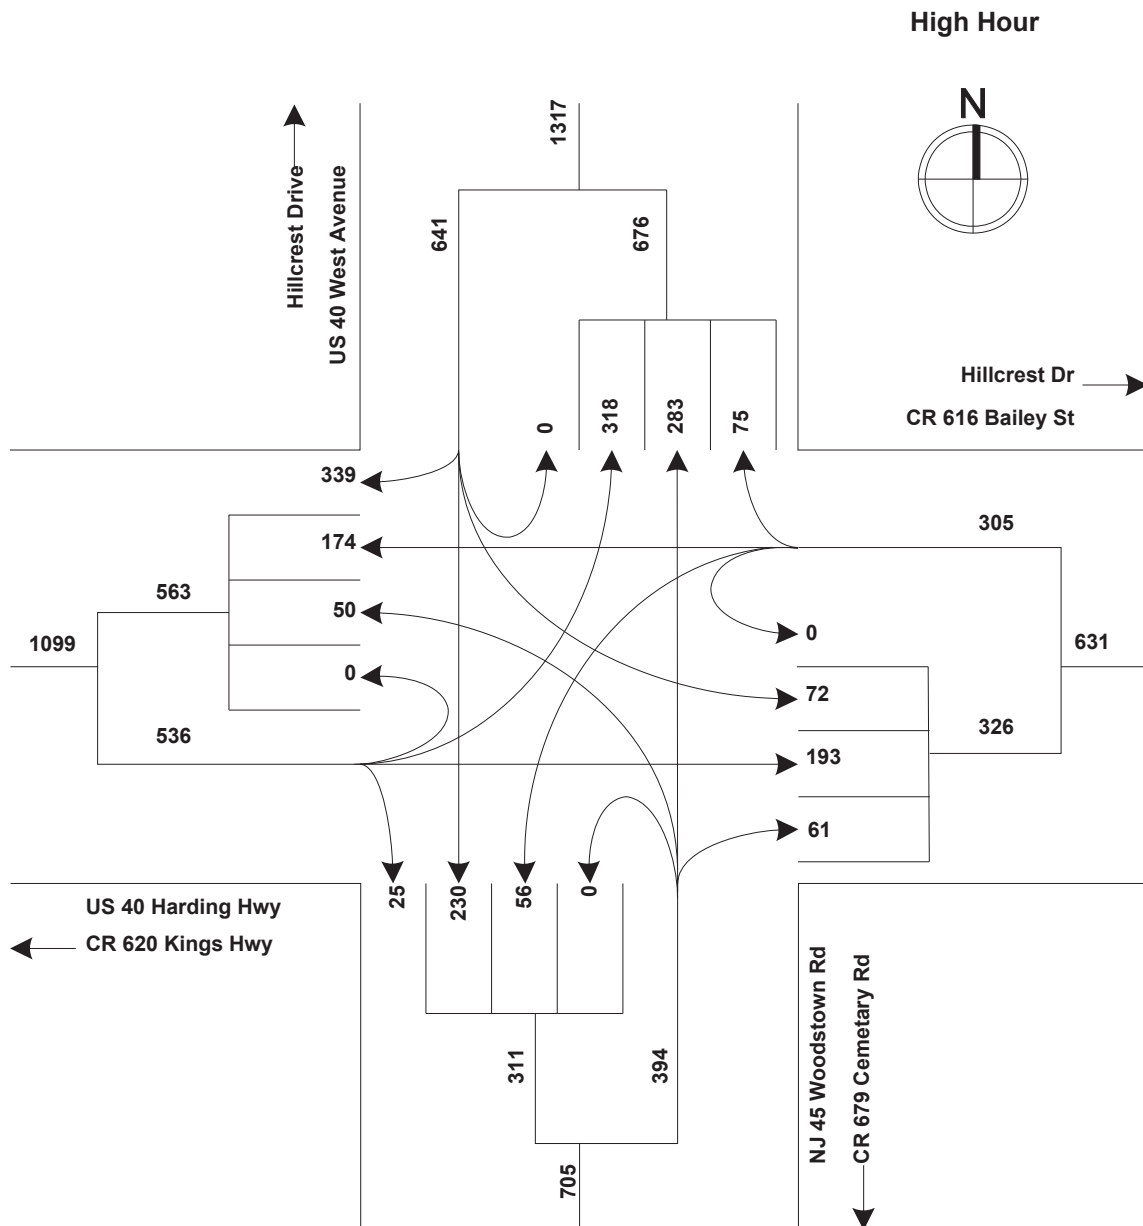 High Hour
N
1317
Hillcrest Drive
US 40 West Avenue
641
676
Hillcrest Dr
CR 616 Bailey St
0
318
283
75
339
174
50
0
563
1099
536
305
0
631
72
326
193
61
25
230
56
0
US 40 Harding Hwy
CR 620 Kings Hwy
311
394
705
NJ 45 Woodstown Rd
CR 679 Cemetary Rd